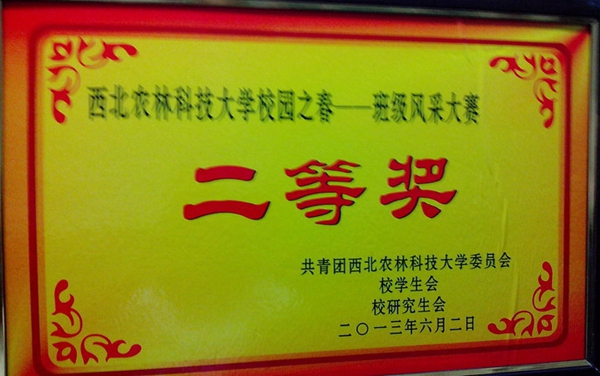 西北农林科技大学校园之春——班级风采大赛
二等奖
共青团西北农林科技大学委员会
校学生会
校研究生会
二〇一三年六月二日